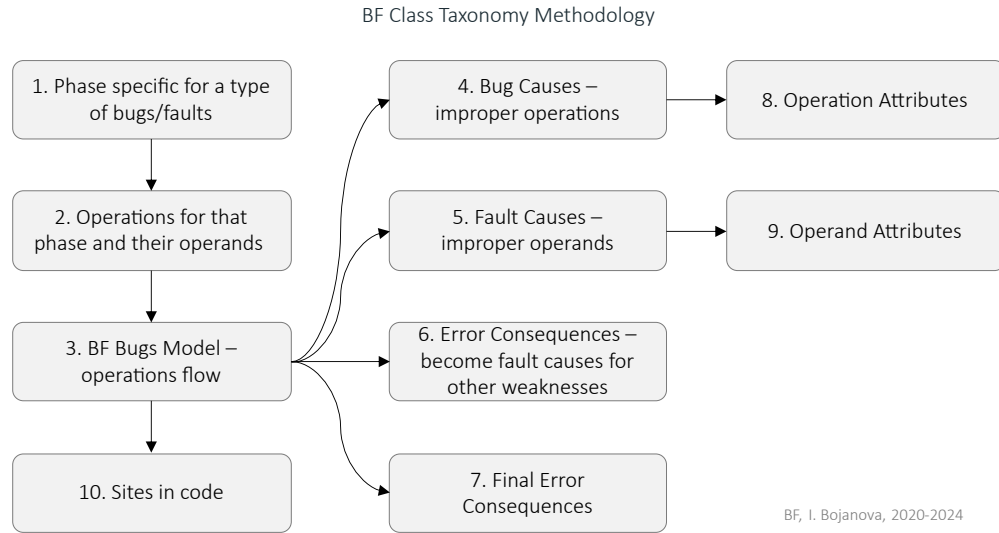 BF Class Taxonomy Methodology
1. Phase specific for a type
of bugs/faults
2. Operations for that
phase and their operands
3. BF Bugs Model –
operations flow
10. Sites in code
4. Bug Causes –
improper operations
5. Fault Causes –
improper operands
6. Error Consequences –
become fault causes for
other weaknesses
7. Final Error
Consequences
8. Operation Attributes
9. Operand Attributes
BF, I. Bojanova, 2020-2024